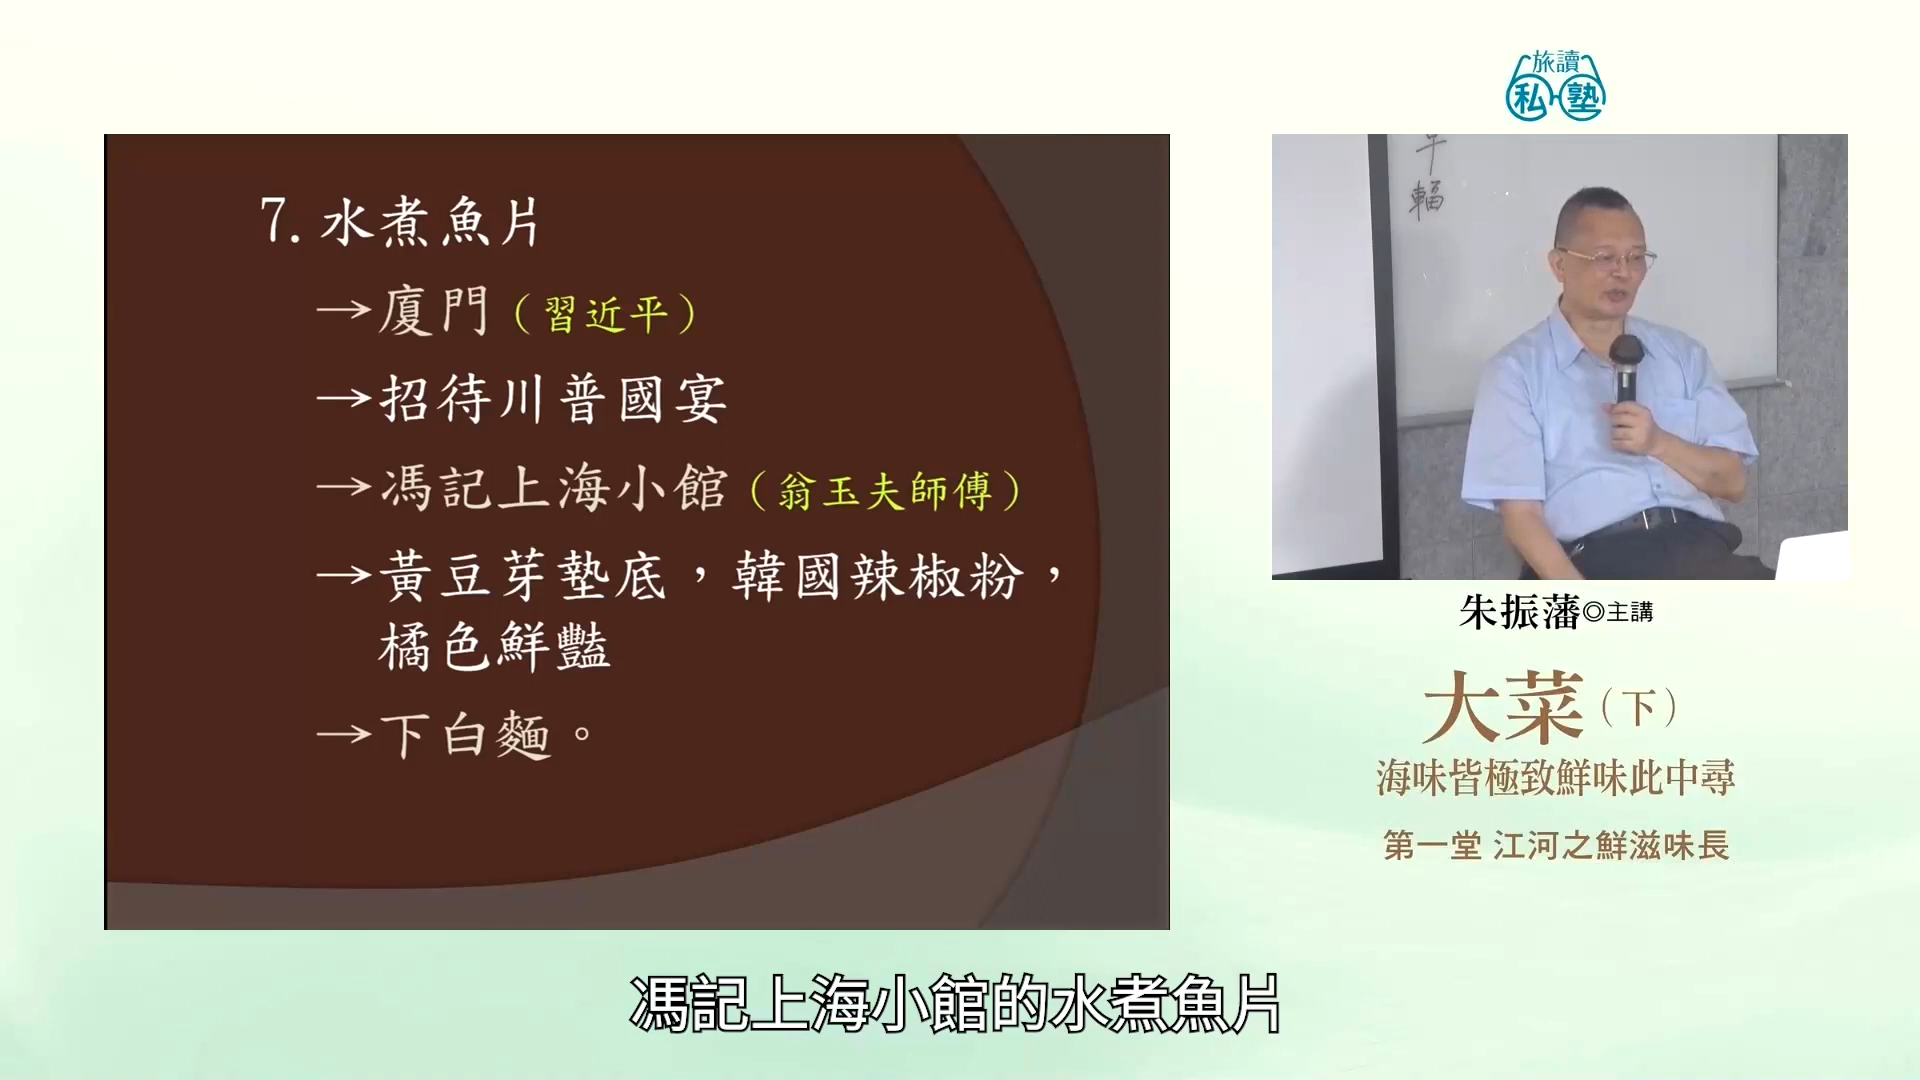 旅讀
私塾
7. 水煮魚片
→廈門（習近平）
→招待川普國宴
→馮記上海小館（翁玉夫師傅）
→黃豆芽墊底，韓國辣椒粉，
橘色鮮豔
→下白麵。
輻
朱振藩◎主講
大菜（下）
海味皆極致鮮味此中尋
第一堂 江河之鮮滋味長
馮記上海小館的水煮魚片